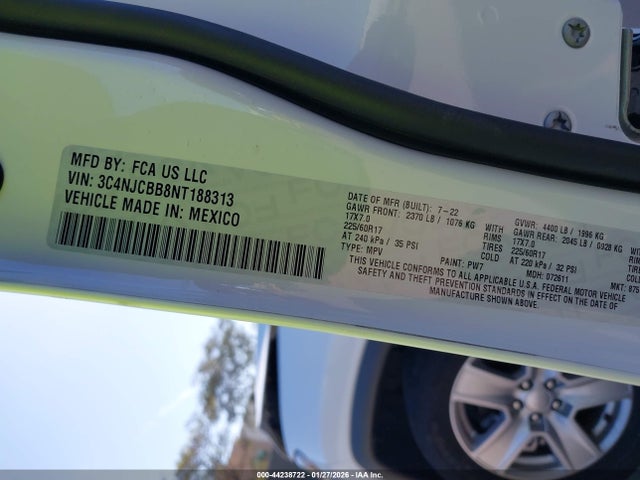 MFD BY: FCA US LLC
VIN: 3C4NJCBB8NT188313
VEHICLE MADE IN: MEXICO
DATE OF MFR (BUILT): 7-22
GAWR FRONT: 2370 LB / 1076 KG WITH
17X7.0 RIMS
225/60R17 TIRES
AT 240 kPa / 35 PSI COLD
TYPE: MPV PAINT: PW7
GVWR: 4400 LB / 1996 KG
GAWR REAR: 2045 LB / 0928 KG
17X7.0
225/60R17
AT 220 kPa / 32 PSI
MDH: 072611
MKT: 875
THIS VEHICLE CONFORMS TO ALL APPLICABLE U.S.A. FEDERAL MOTOR VEHICLE
SAFETY AND THEFT PREVENTION STANDARDS IN EFFECT ON THE DATE OF
MANUFACTURE SHOWN ABOVE.
000-44238722 - 01/27/2026 - IAA Inc.